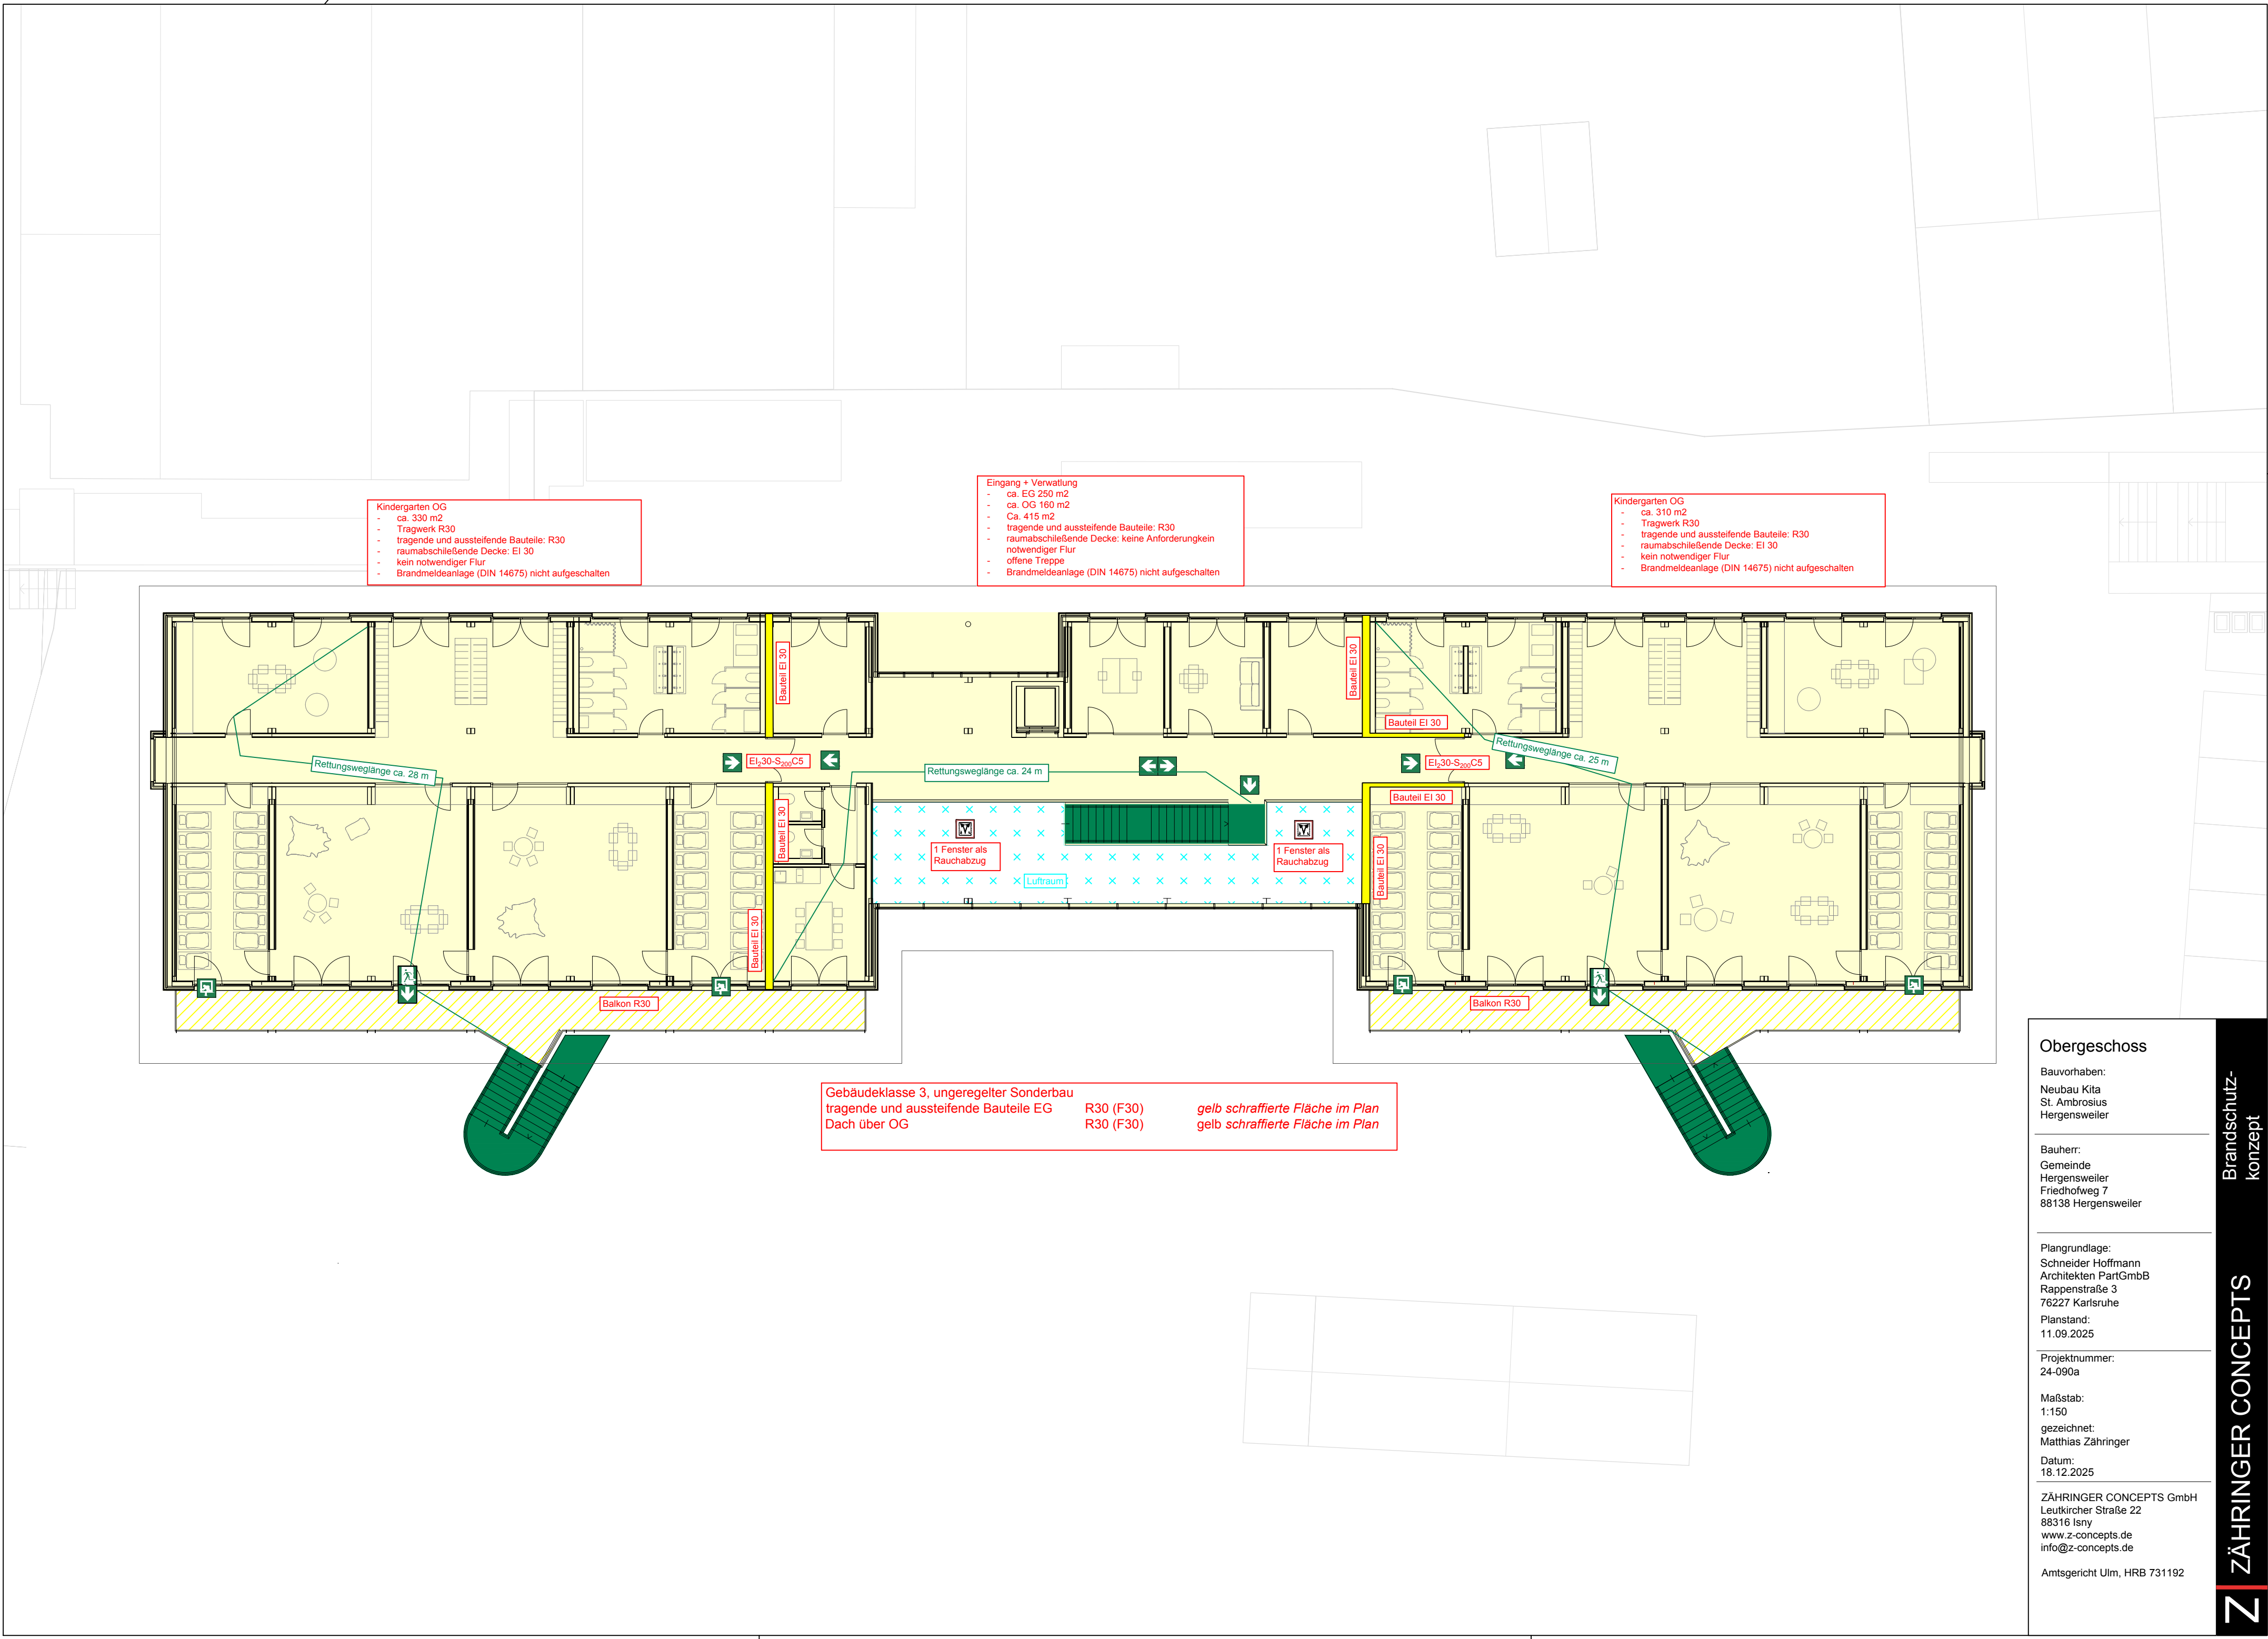 Kindergarten OG
- ca. 330 m2
- Tragwerk R30
- tragende und aussteifende Bauteile: R30
- raumabschileßende Decke: EI 30
- kein notwendiger Flur
- Brandmeldeanlage (DIN 14675) nicht aufgeschalten
Eingang + Verwatlung
- ca. EG 250 m2
- ca. OG 160 m2
- Ca. 415 m2
- tragende und aussteifende Bauteile: R30
- raumabschileßende Decke: keine Anforderungkein
notwendiger Flur
- offene Treppe
- Brandmeldeanlage (DIN 14675) nicht aufgeschalten
Kindergarten OG
- ca. 310 m2
- Tragwerk R30
- tragende und aussteifende Bauteile: R30
- raumabschileßende Decke: EI 30
- kein notwendiger Flur
- Brandmeldeanlage (DIN 14675) nicht aufgeschalten
Bauteil EI 30
Bauteil EI 30
Bauteil EI 30
Rettungsweglänge ca. 28 m
EI₂30-S₂₀₀C5
Rettungsweglänge ca. 24 m
EI₂30-S₂₀₀C5
Rettungsweglänge ca. 25 m
Bauteil EI 30
Bauteil EI 30
Bauteil EI 30
Bauteil EI 30
1 Fenster als
Rauchabzug
1 Fenster als
Rauchabzug
Luftraum
Balkon R30
Balkon R30
Gebäudeklasse 3, ungeregelter Sonderbau
tragende und aussteifende Bauteile EG R30 (F30) gelb schraffierte Fläche im Plan
Dach über OG R30 (F30) gelb schraffierte Fläche im Plan
Obergeschoss
Bauvorhaben:
Neubau Kita
St. Ambrosius
Hergensweiler
Bauherr:
Gemeinde
Hergensweiler
Friedhofweg 7
88138 Hergensweiler
Plangrundlage:
Schneider Hoffmann
Architekten PartGmbB
Rappenstraße 3
76227 Karlsruhe
Planstand:
11.09.2025
Projektnummer:
24-090a
Maßstab:
1:150
gezeichnet:
Matthias Zähringer
Datum:
18.12.2025
ZÄHRINGER CONCEPTS GmbH
Leutkircher Straße 22
88316 Isny
www.z-concepts.de
info@z-concepts.de
Amtsgericht Ulm, HRB 731192
Brandschutz-
konzept
Z | ZÄHRINGER CONCEPTS